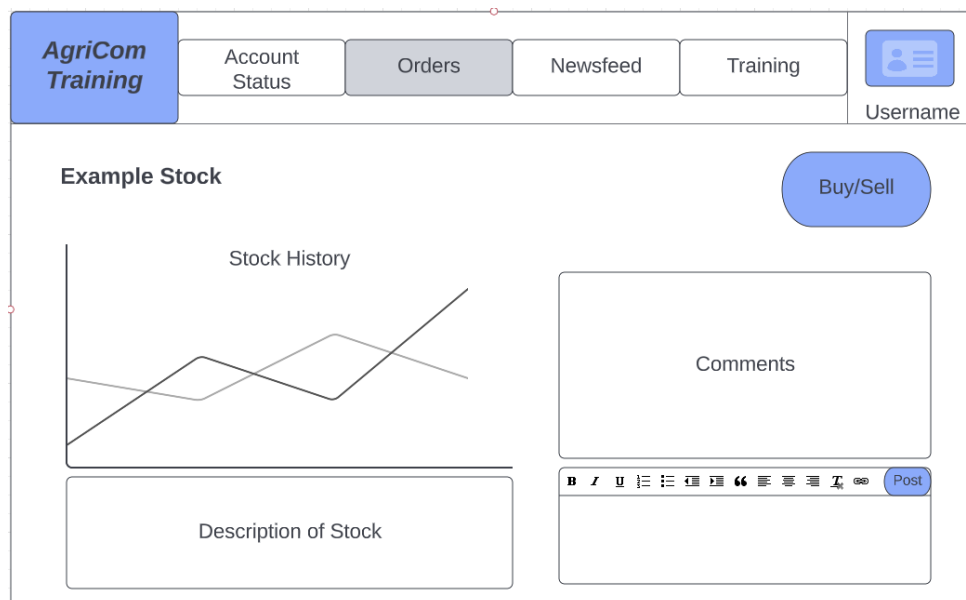 AgriCom
Training
Account
Status
Orders
Newsfeed
Training
Username
Example Stock
Buy/Sell
Stock History
Comments
B I U T
Post
Description of Stock